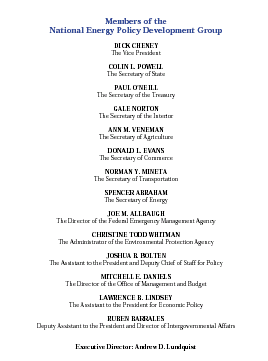 Members of the
National Energy Policy Development Group
DICK CHENEY
The Vice President
COLIN L. POWELL
The Secretary of State
PAUL O'NEILL
The Secretary of the Treasury
GALE NORTON
The Secretary of the Interior
ANN M. VENEMAN
The Secretary of Agriculture
DONALD L. EVANS
The Secretary of Commerce
NORMAN Y. MINETA
The Secretary of Transportation
SPENCER ABRAHAM
The Secretary of Energy
JOE M. ALLBAUGH
The Director of the Federal Emergency Management Agency
CHRISTINE TODD WHITMAN
The Administrator of the Environmental Protection Agency
JOSHUA B. BOLTEN
The Assistant to the President and Deputy Chief of Staff for Policy
MITCHELL E. DANIELS
The Director of the Office of Management and Budget
LAWRENCE B. LINDSEY
The Assistant to the President for Economic Policy
RUBEN BARRALES
Deputy Assistant to the President and Director of Intergovernmental Affairs
Executive Director: Andrew D. Lundquist